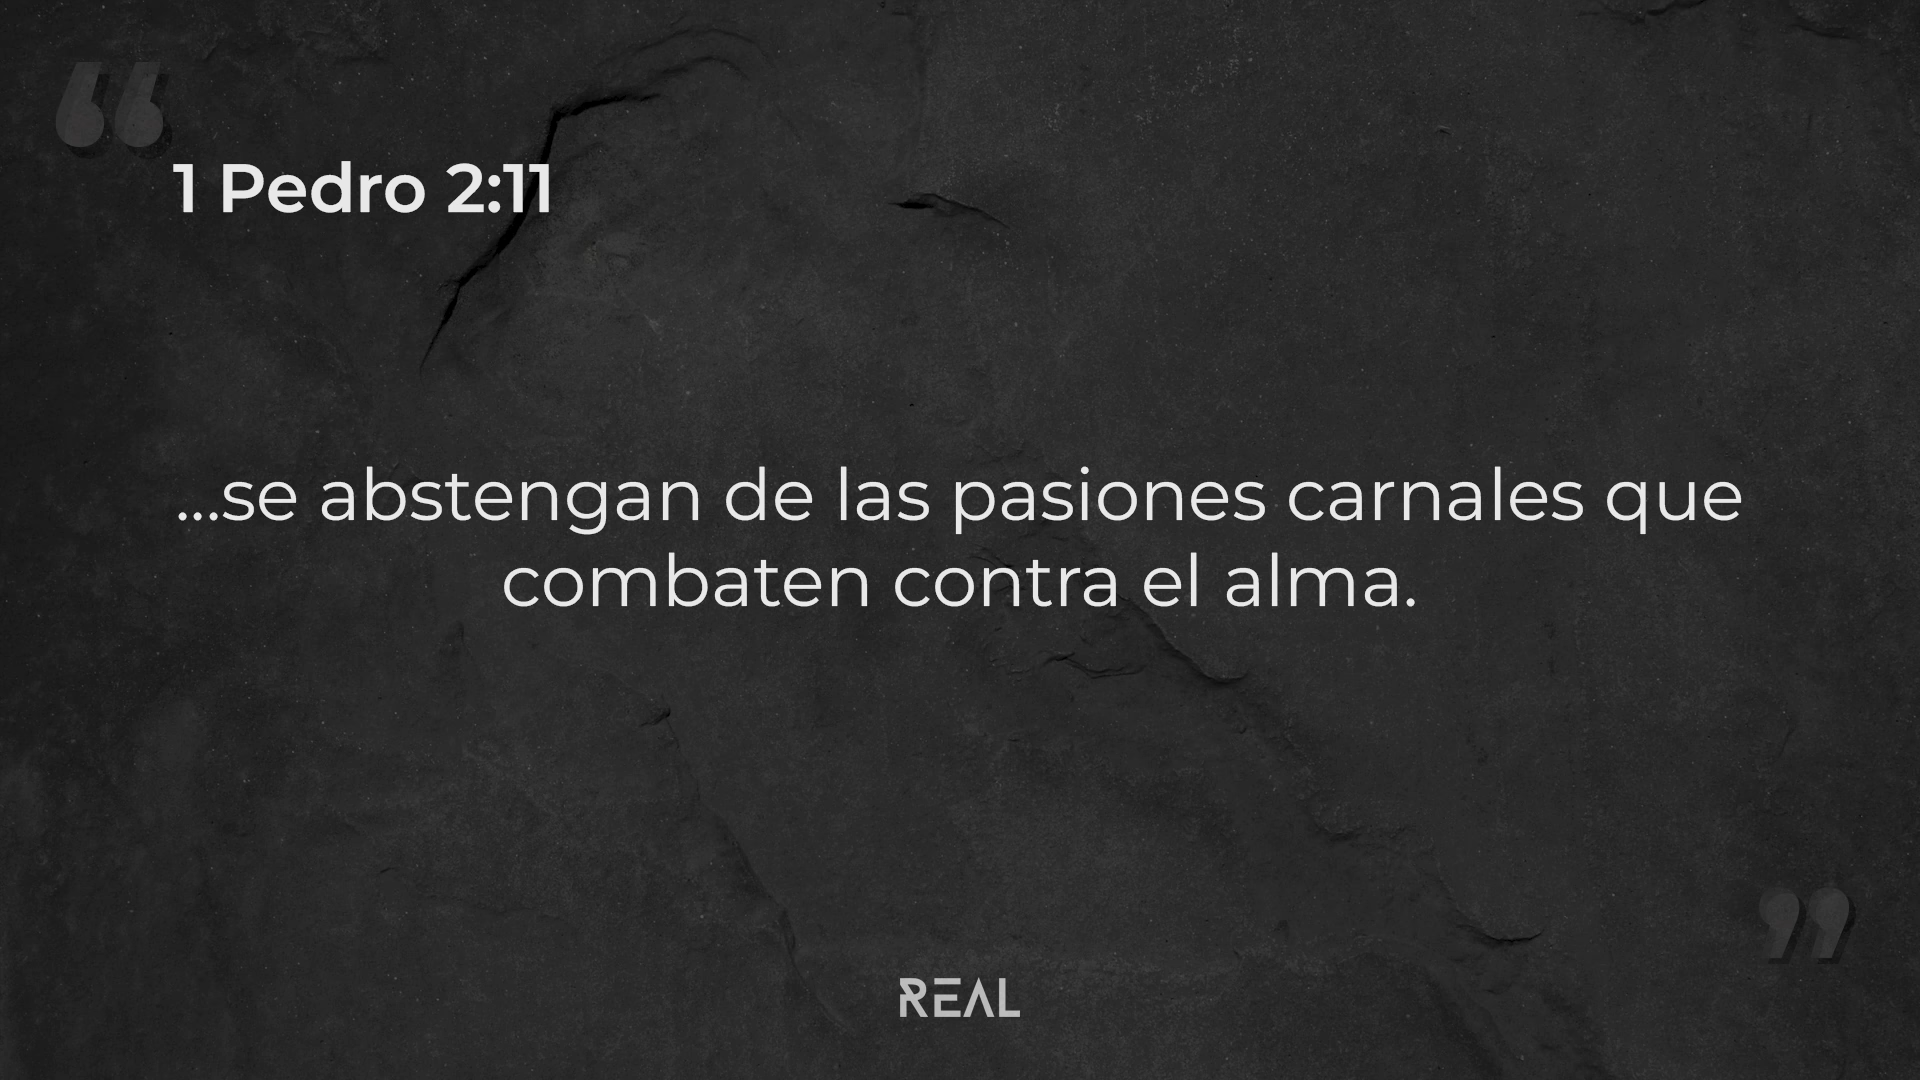 “
1 Pedro 2:11
...se abstengan de las pasiones carnales que
combaten contra el alma.
”
REAL